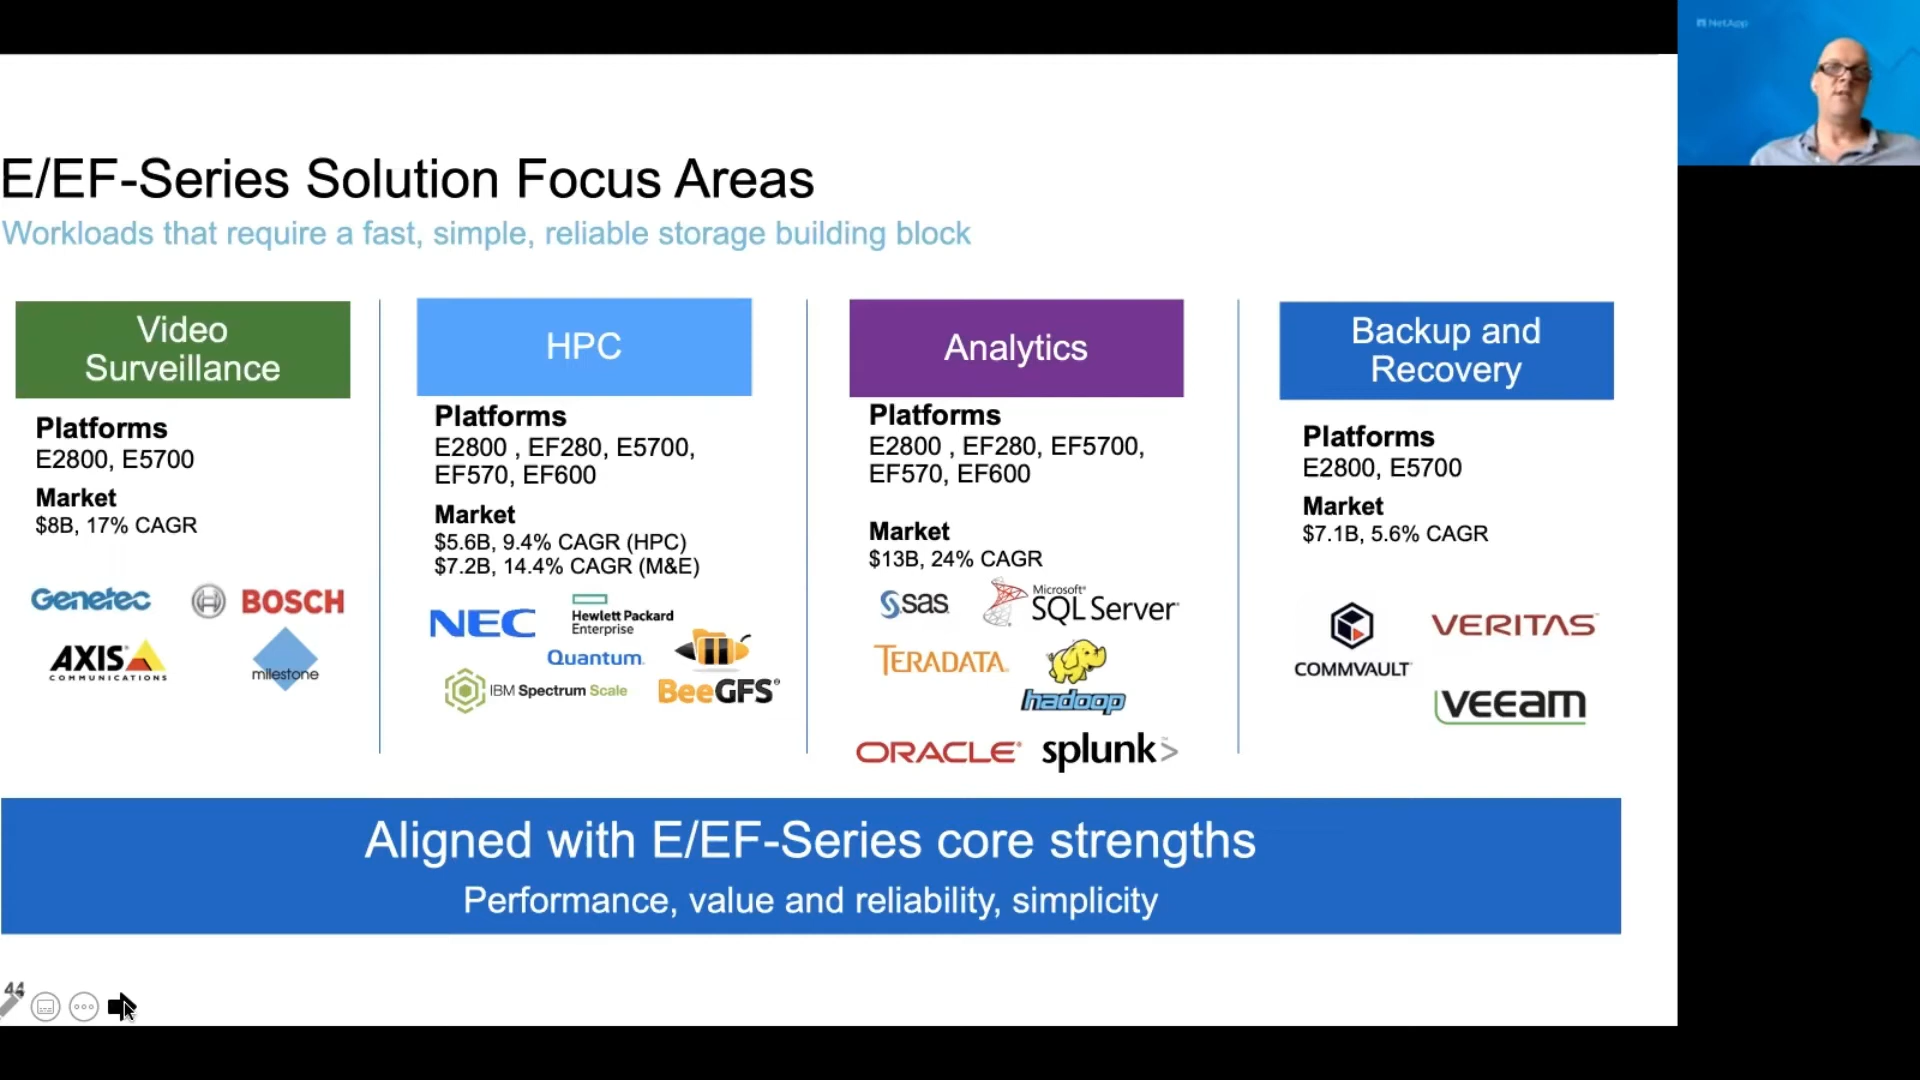 NetApp
E/EF-Series Solution Focus Areas
Workloads that require a fast, simple, reliable storage building block
Video
Surveillance
Platforms
E2800, E5700
Market
$8B, 17% CAGR
Genetec
BOSCH
AXIS
COMMUNICATIONS
milestone
HPC
Platforms
E2800 , EF280, E5700,
EF570, EF600
Market
$5.6B, 9.4% CAGR (HPC)
$7.2B, 14.4% CAGR (M&E)
NEC
Hewlett Packard
Enterprise
Quantum
IBM Spectrum Scale
BeeGFS®
Analytics
Platforms
E2800 , EF280, EF5700,
EF570, EF600
Market
$13B, 24% CAGR
sas
Microsoft®
SQL Server
TERADATA
hadoop
ORACLE®
splunk>
Backup and
Recovery
Platforms
E2800, E5700
Market
$7.1B, 5.6% CAGR
COMMVAULT
VERITAS™
veeam
Aligned with E/EF-Series core strengths
Performance, value and reliability, simplicity
44